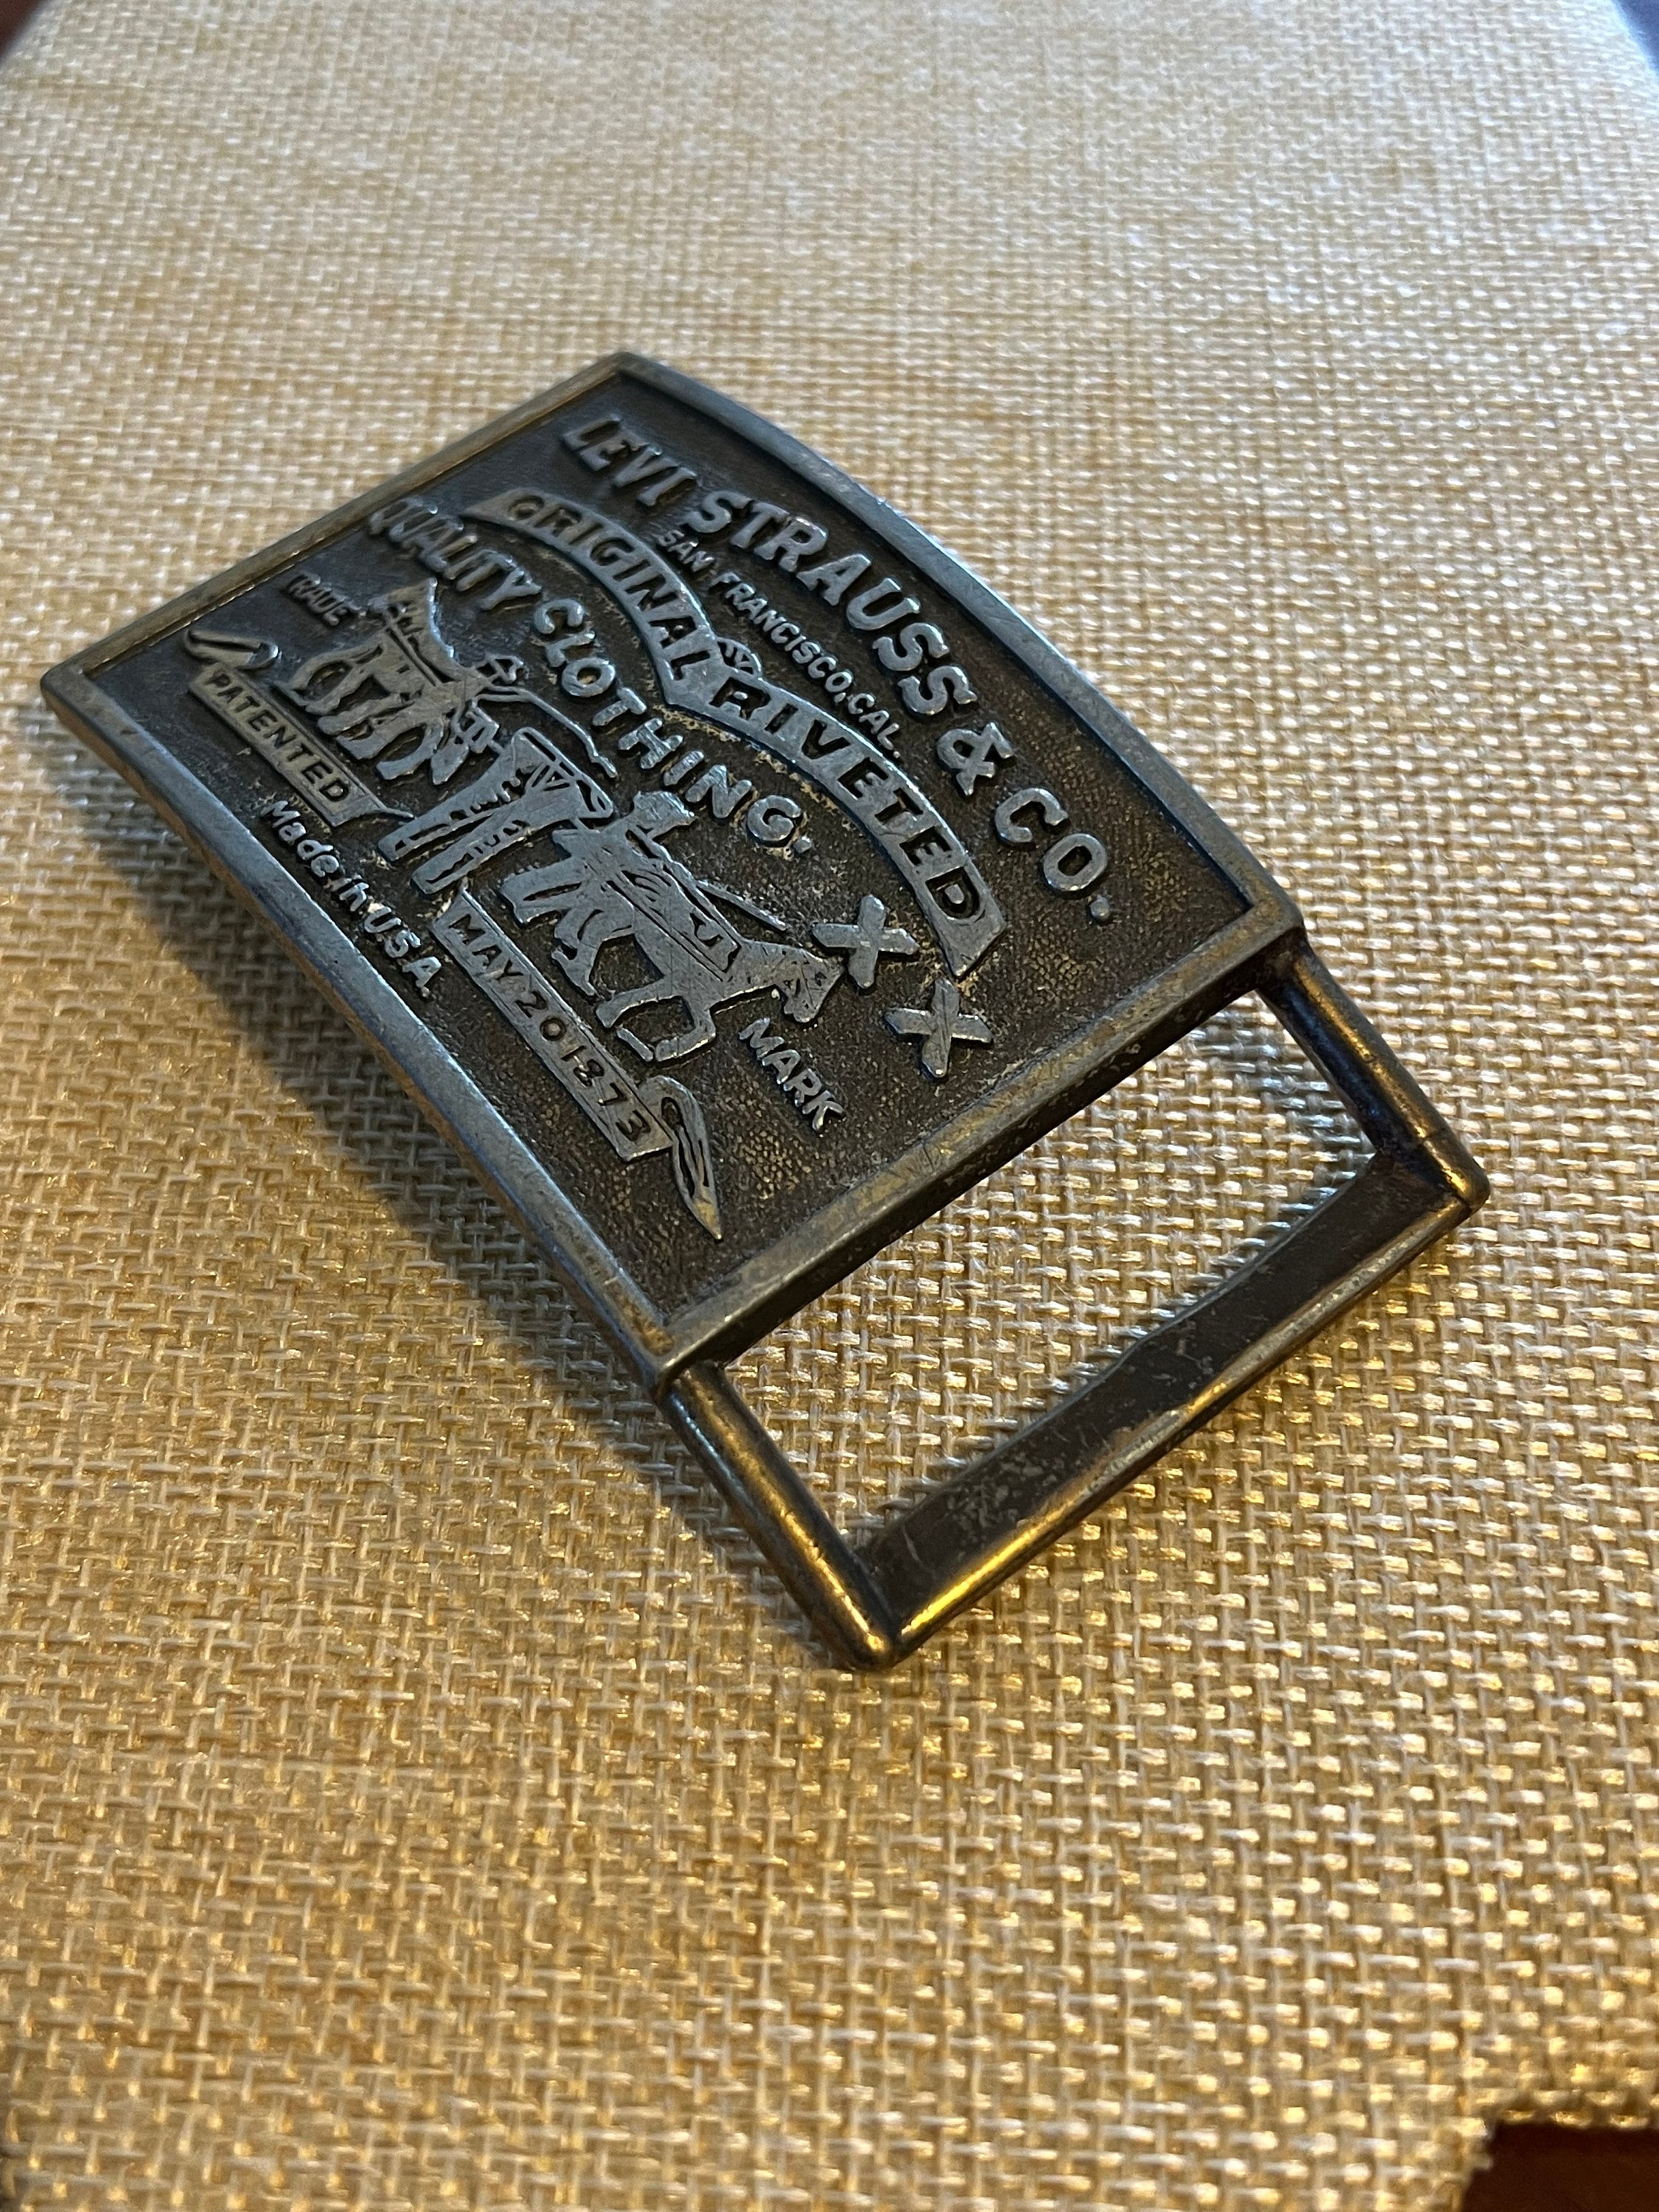 LEVI STRAUSS & CO.
SAN FRANCISCO, CAL.
ORIGINAL RIVETED
QUALITY CLOTHING.
XX
TRADE MARK
PATENTED MAY 20 1873
Made in U.S.A.